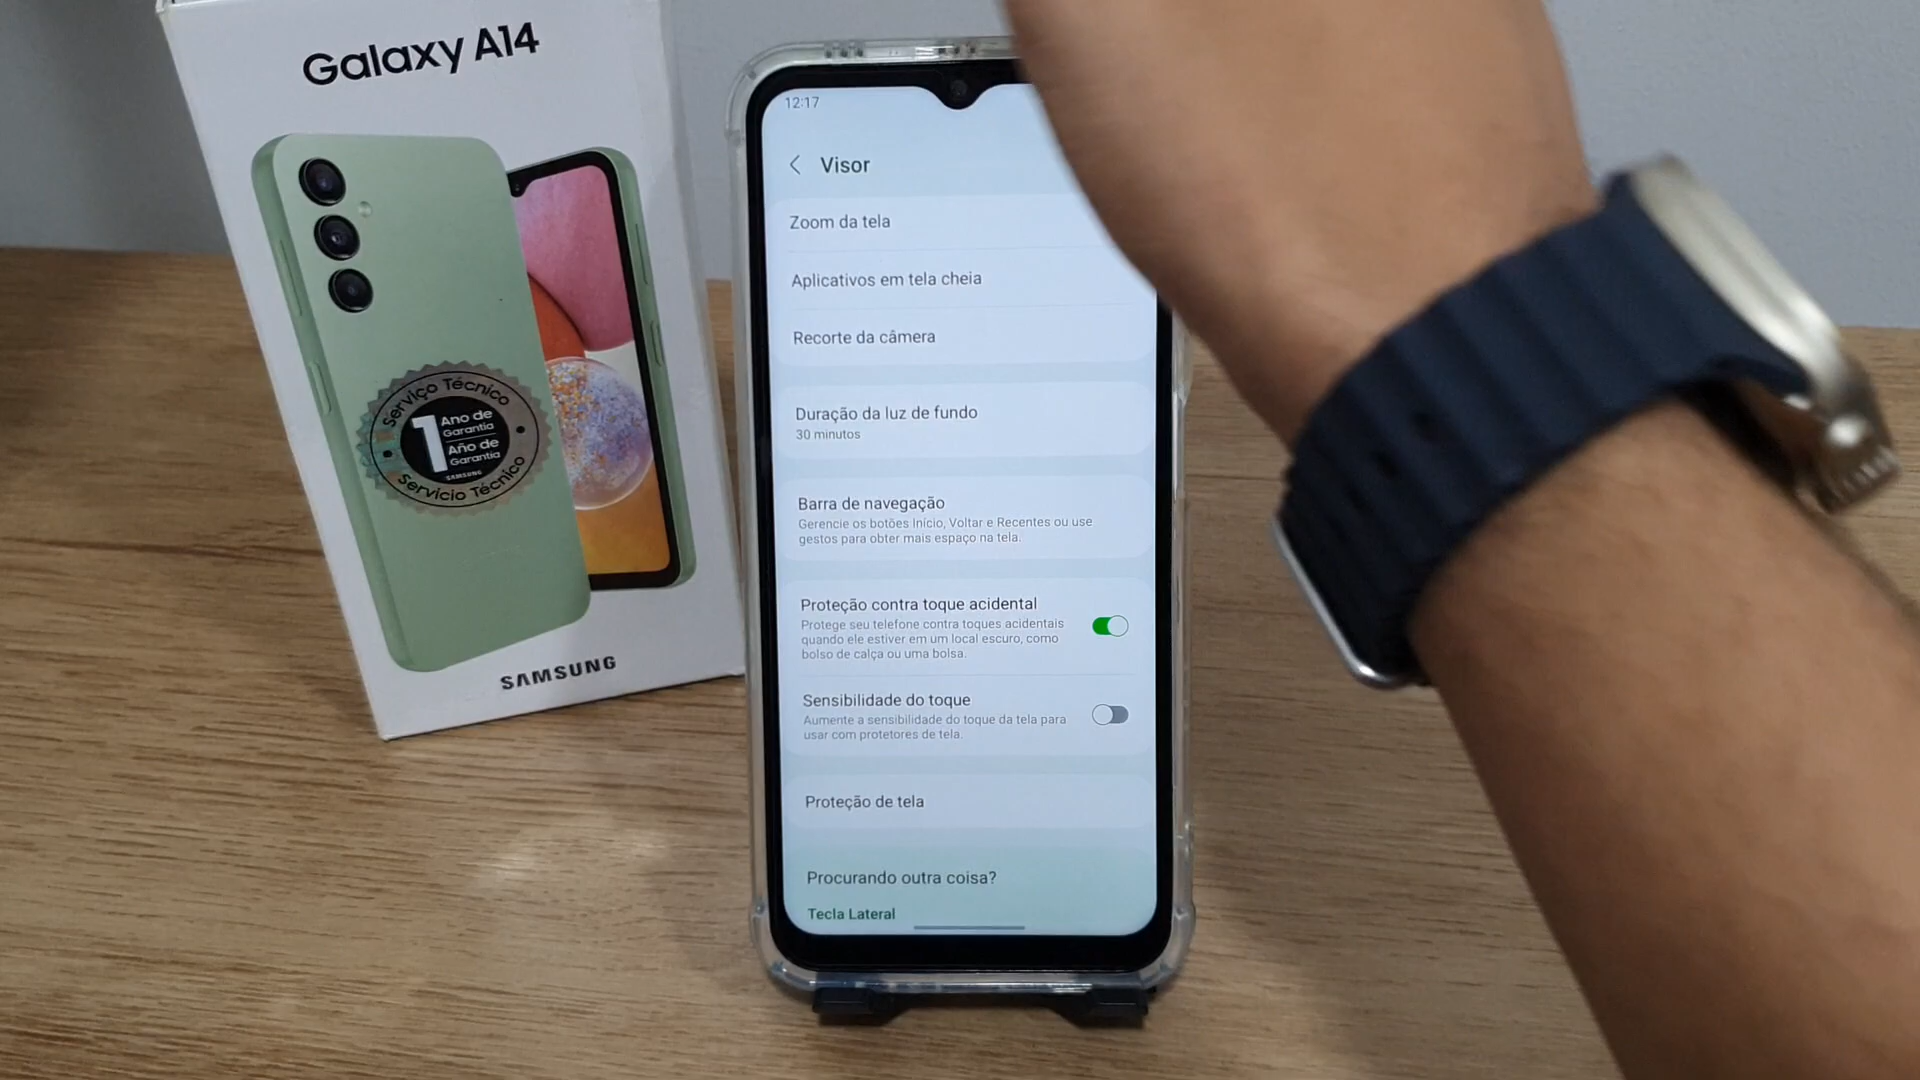 Galaxy A14
Serviço Técnico
1
Ano de
Garantia
Año de
Garantía
SAMSUNG
Servicio Técnico
SAMSUNG
12:17
Visor
Zoom da tela
Aplicativos em tela cheia
Recorte da câmera
Duração da luz de fundo
30 minutos
Barra de navegação
Gerencie os botões Início, Voltar e Recentes ou use
gestos para obter mais espaço na tela.
Proteção contra toque acidental
Protege seu telefone contra toques acidentais
quando ele estiver em um local escuro, como
bolso de calça ou uma bolsa.
Sensibilidade do toque
Aumente a sensibilidade do toque da tela para
usar com protetores de tela.
Proteção de tela
Procurando outra coisa?
Tecla Lateral